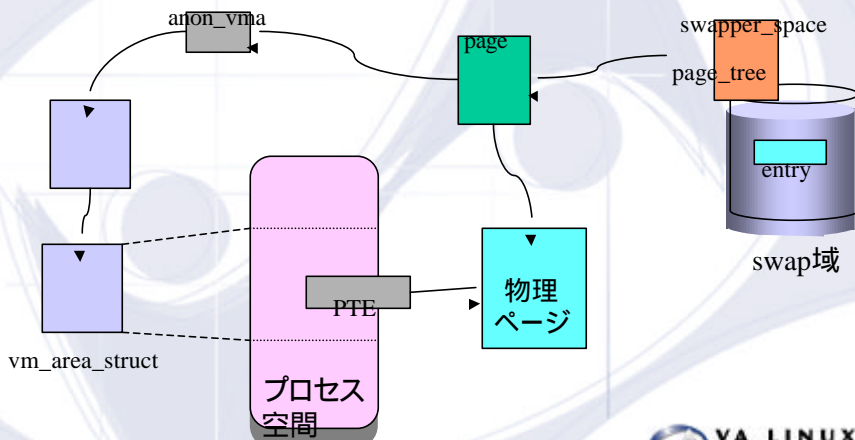 anon_vma
page
swapper_space
page_tree
entry
swap域
物理
ページ
PTE
vm_area_struct
プロセス
空間
VA LINUX